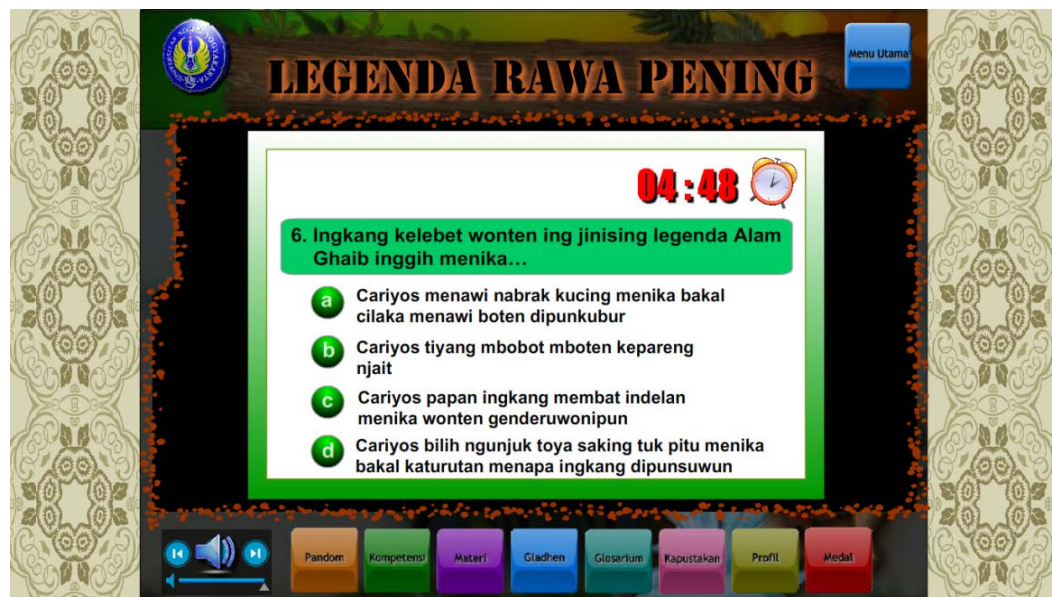 UNIVERSITAS NEGERI YOGYAKARTA
LEGENDA RAWA PENING
Menu Utama
04:48
6. Ingkang kelebet wonten ing jinising legenda Alam
Ghaib inggih menika...
a Cariyos menawi nabrak kucing menika bakal
cilaka menawi boten dipunkubur
b Cariyos tiyang mbobot mboten kepareng
njait
c Cariyos papan ingkang membat indelan
menika wonten genderuwonipun
d Cariyos bilih ngunjuk toya saking tuk pitu menika
bakal katurutan menapa ingkang dipunsuwun
Pandom Kompetensi Materi Gladhen Glosarium Kapustakan Profil Medal